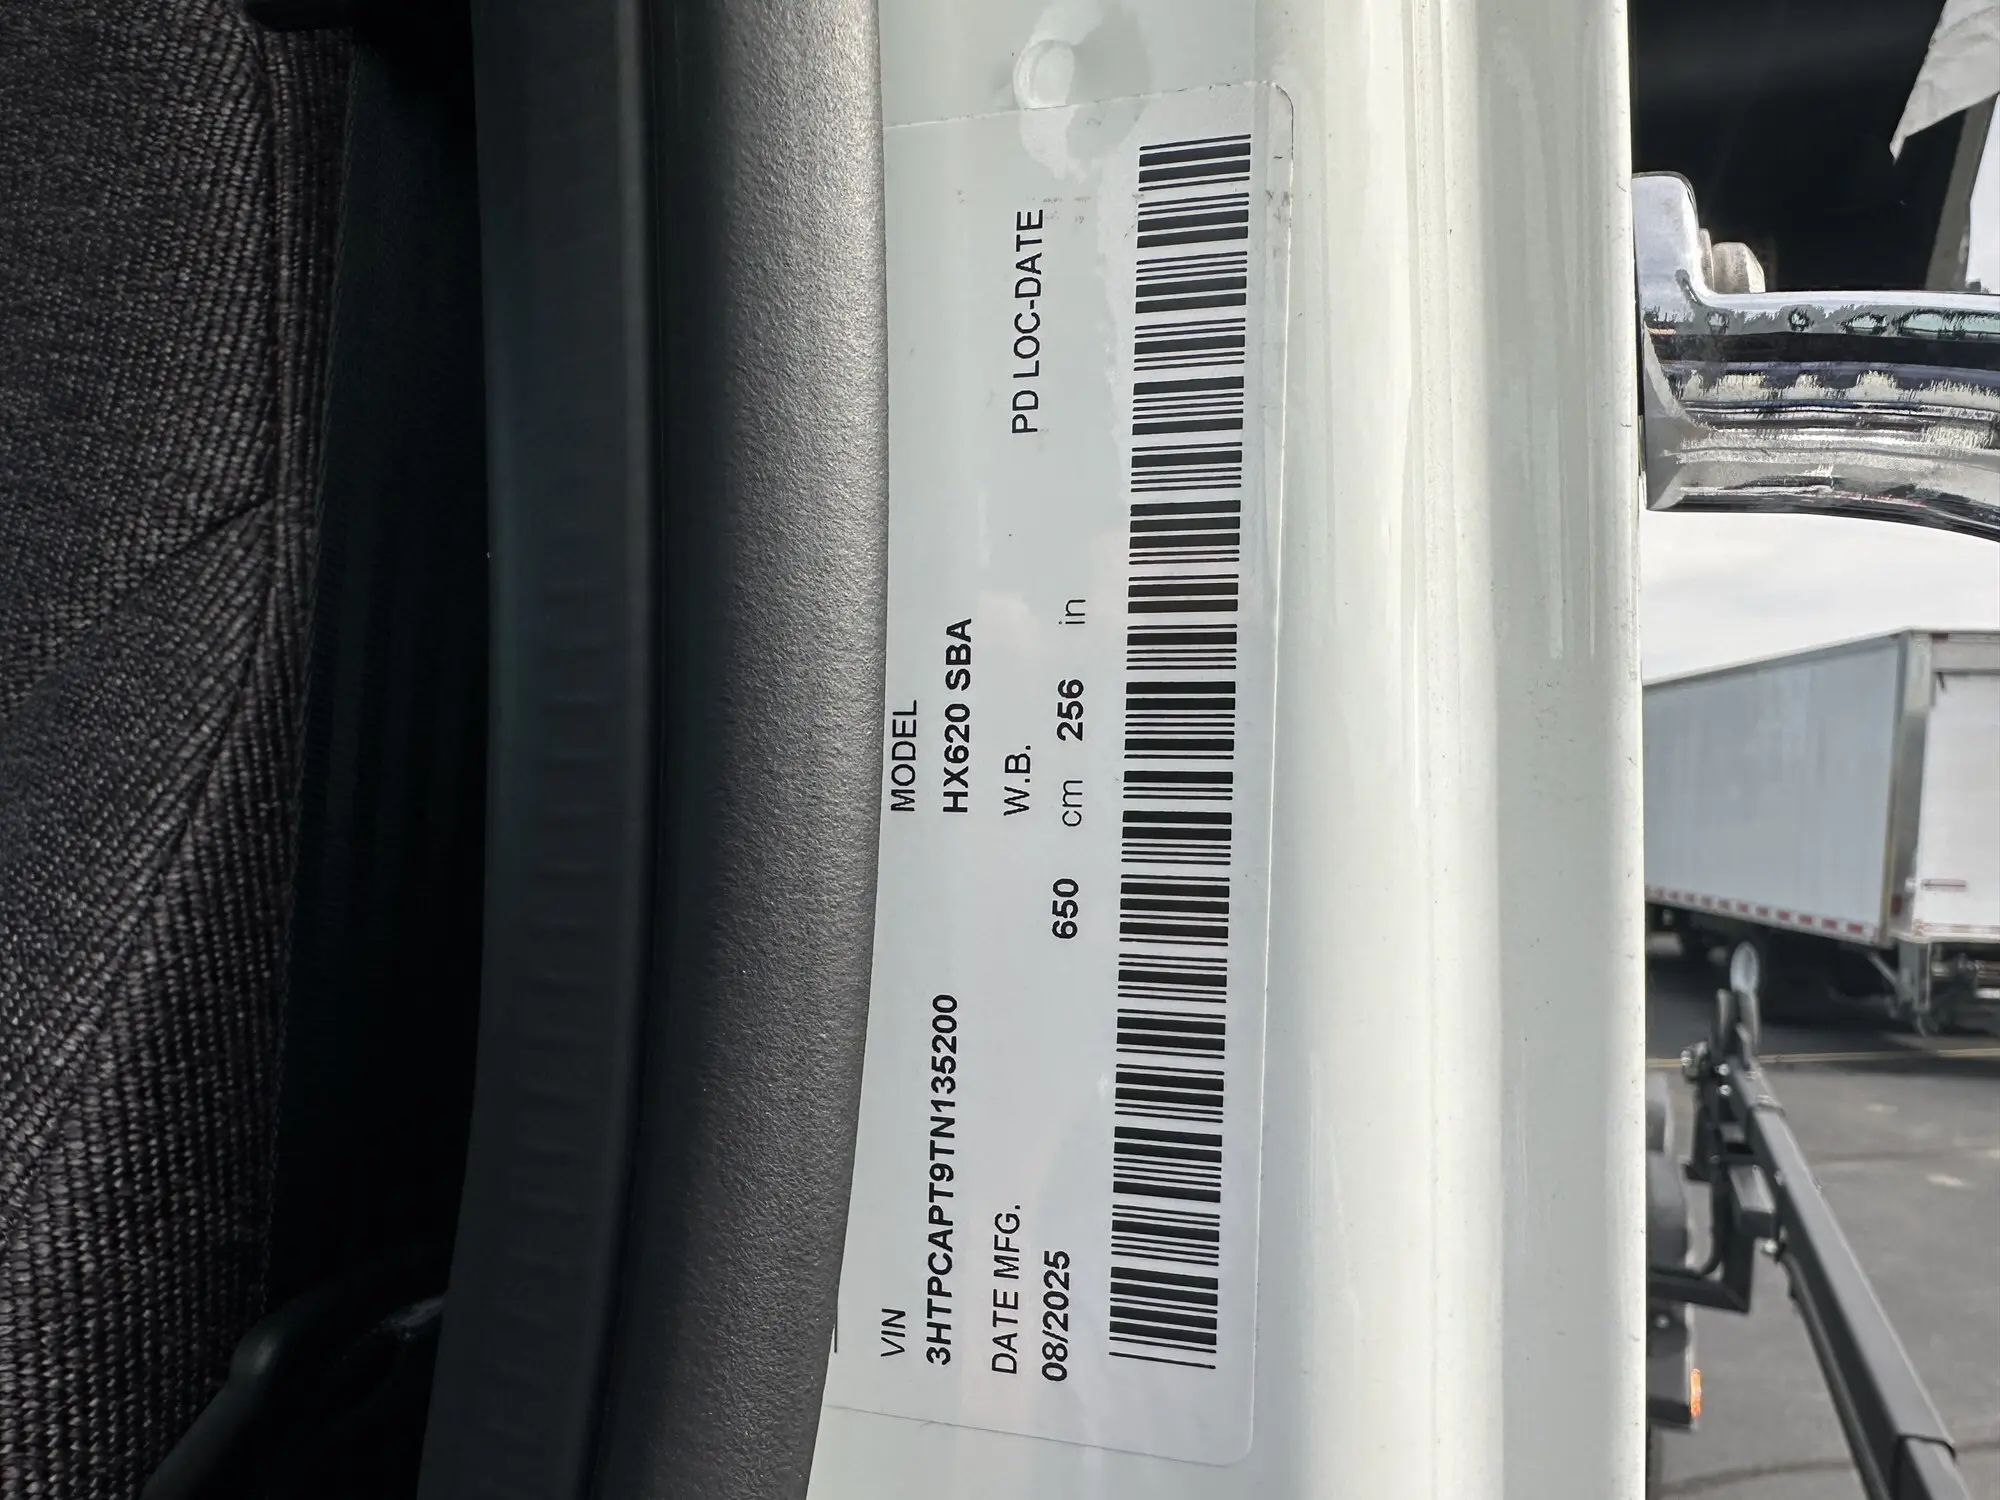 VIN MODEL
3HTPCAPT9TN135200 HX620 SBA
DATE MFG. W.B. PD LOC-DATE
08/2025 650 cm 256 in